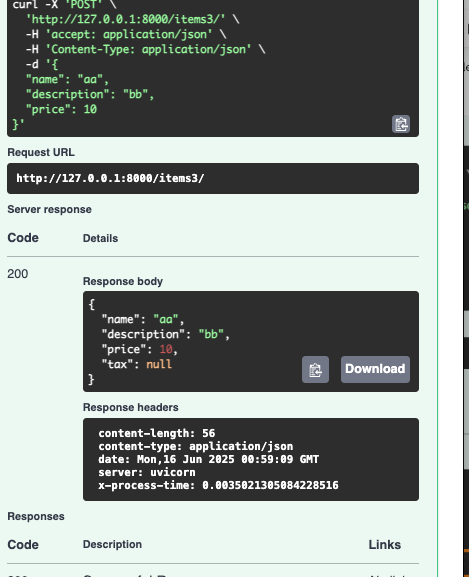 curl -X 'POST' \
'http://127.0.0.1:8000/items3/' \
-H 'accept: application/json' \
-H 'Content-Type: application/json' \
-d '{
"name": "aa",
"description": "bb",
"price": 10
}'
Request URL
http://127.0.0.1:8000/items3/
Server response
Code Details
200
Response body
{
"name": "aa",
"description": "bb",
"price": 10,
"tax": null
}
Download
Response headers
content-length: 56
content-type: application/json
date: Mon,16 Jun 2025 00:59:09 GMT
server: uvicorn
x-process-time: 0.0035021305084228516
Responses
Code Description Links